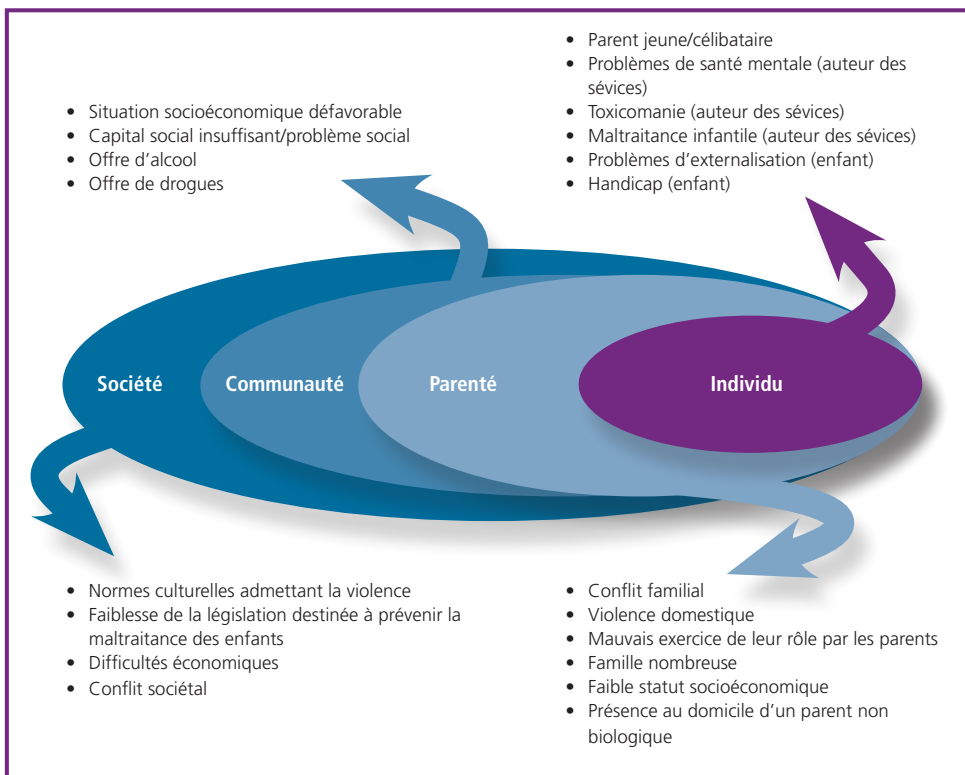 • Situation socioéconomique défavorable
• Capital social insuffisant/problème social
• Offre d'alcool
• Offre de drogues
• Parent jeune/célibataire
• Problèmes de santé mentale (auteur des
sévices)
• Toxicomanie (auteur des sévices)
• Maltraitance infantile (auteur des sévices)
• Problèmes d'externalisation (enfant)
• Handicap (enfant)
Société
Communauté
Parenté
Individu
• Normes culturelles admettant la violence
• Faiblesse de la législation destinée à prévenir la
maltraitance des enfants
• Difficultés économiques
• Conflit sociétal
• Conflit familial
• Violence domestique
• Mauvais exercice de leur rôle par les parents
• Famille nombreuse
• Faible statut socioéconomique
• Présence au domicile d'un parent non
biologique